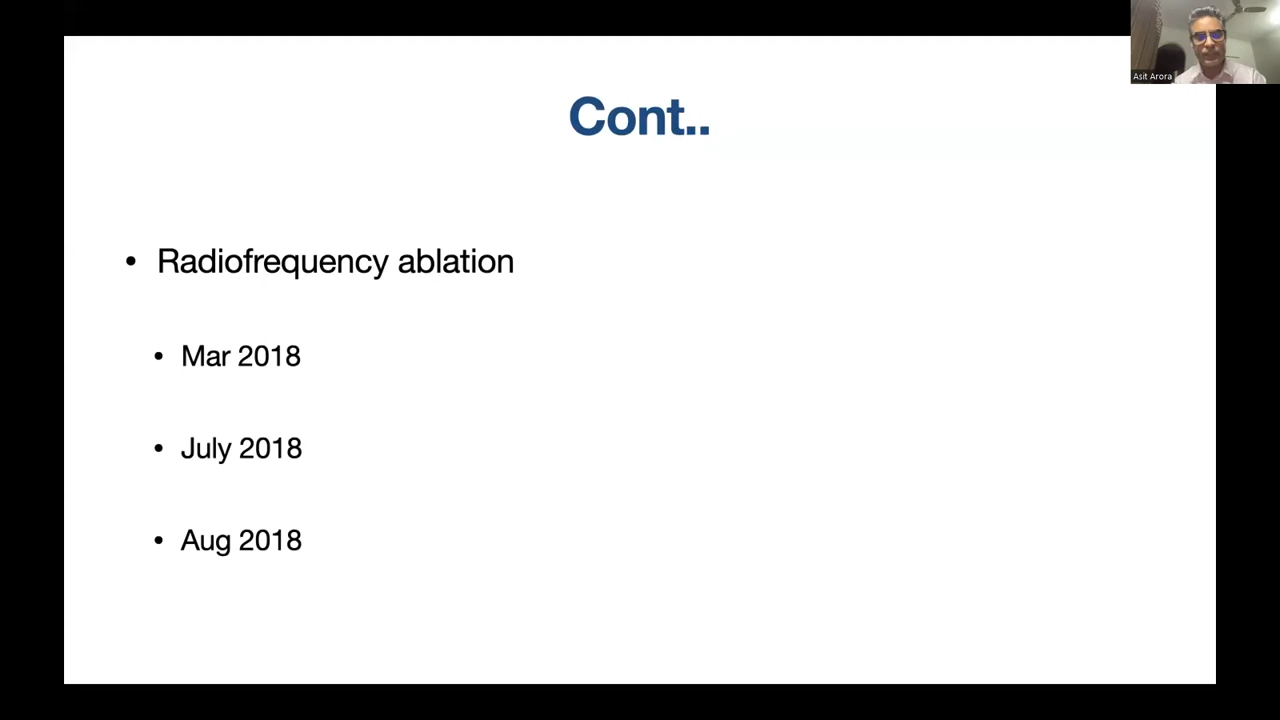 Asit Arora
Cont..
• Radiofrequency ablation
• Mar 2018
• July 2018
• Aug 2018